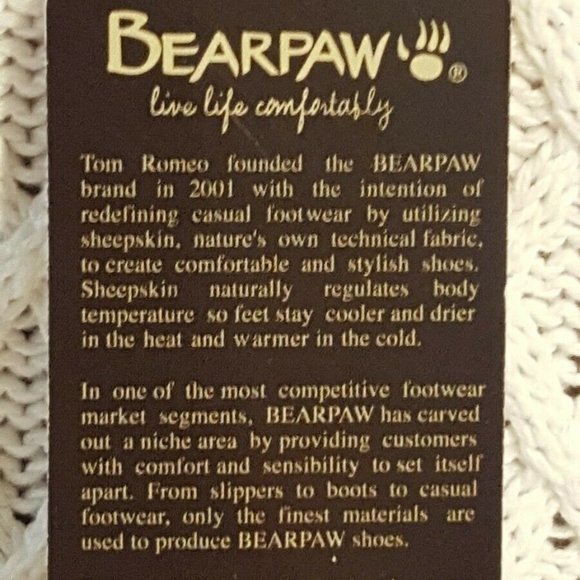 BEARPAW ®
live life comfortably
Tom Romeo founded the BEARPAW
brand in 2001 with the intention of
redefining casual footwear by utilizing
sheepskin, nature's own technical fabric,
to create comfortable and stylish shoes.
Sheepskin naturally regulates body
temperature so feet stay cooler and drier
in the heat and warmer in the cold.
In one of the most competitive footwear
market segments, BEARPAW has carved
out a niche area by providing customers
with comfort and sensibility to set itself
apart. From slippers to boots to casual
footwear, only the finest materials are
used to produce BEARPAW shoes.